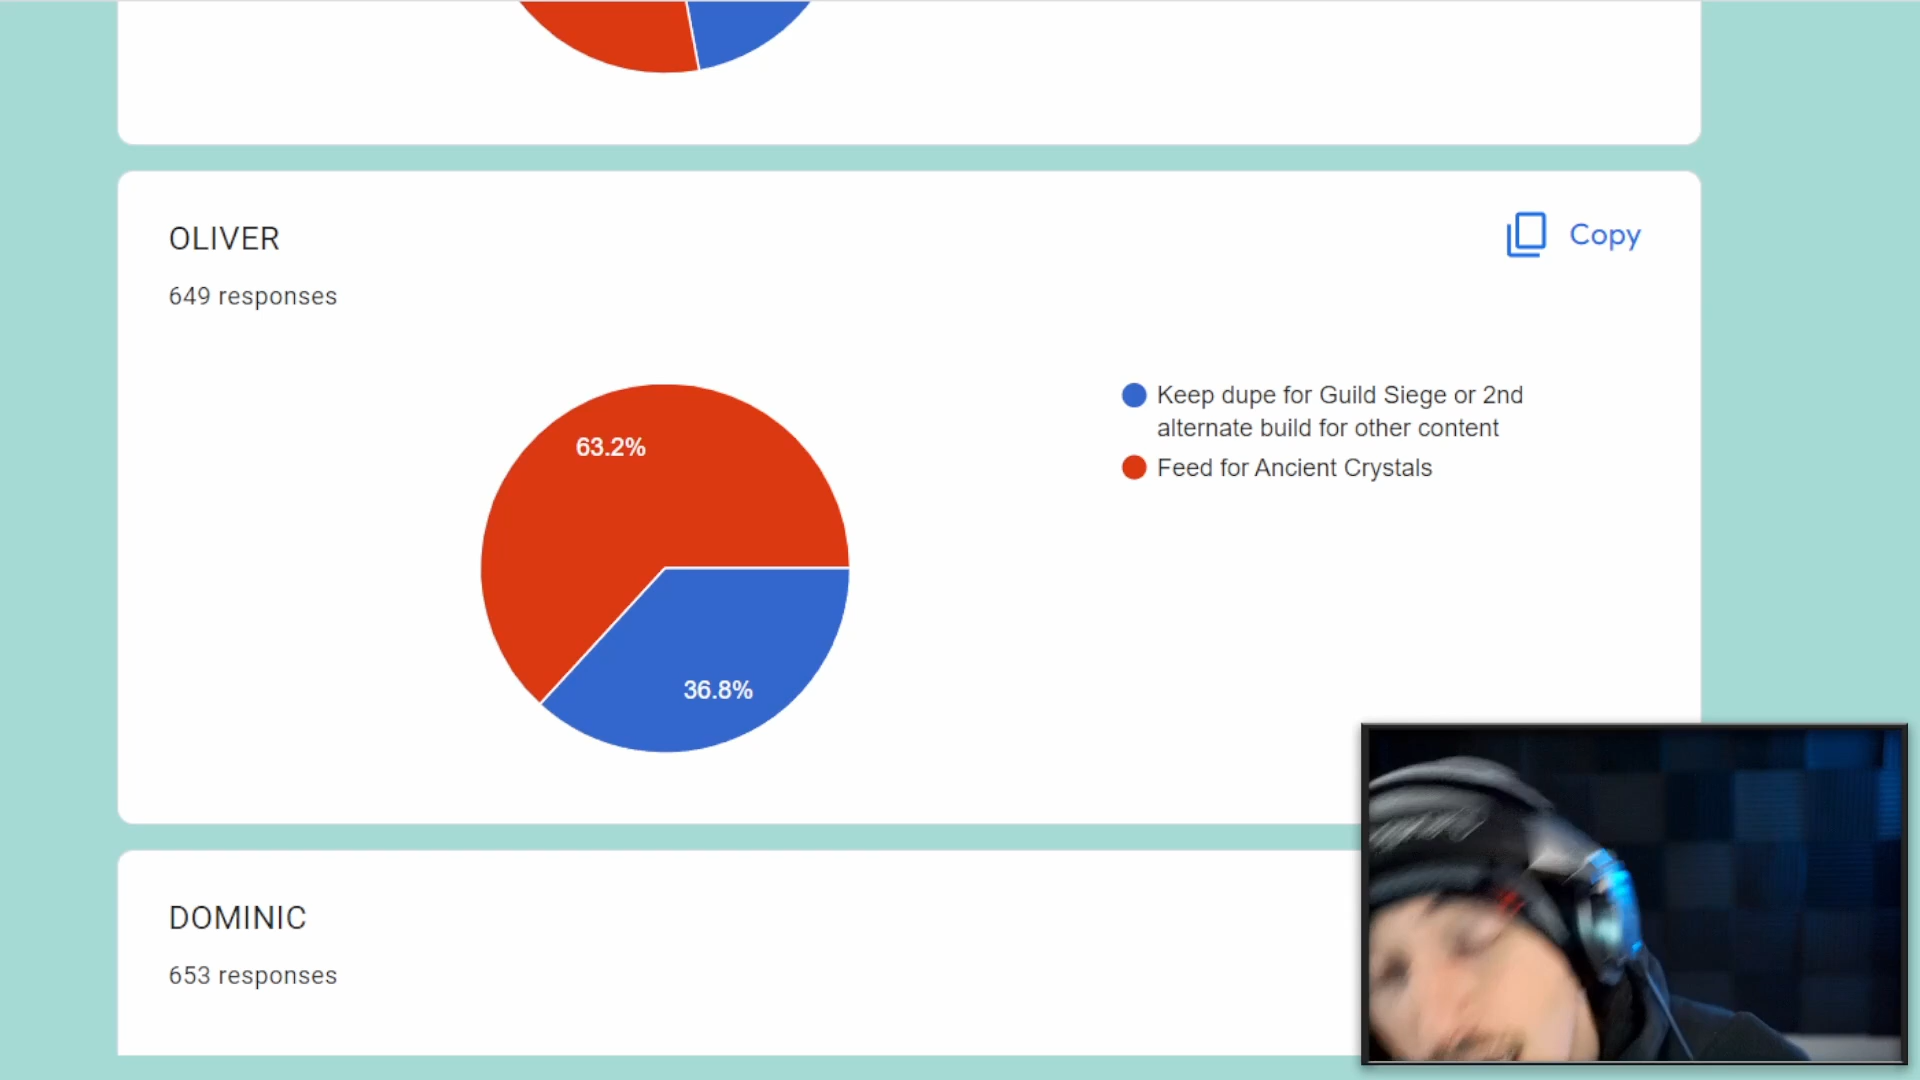 OLIVER
Copy
649 responses
63.2%
36.8%
Keep dupe for Guild Siege or 2nd
alternate build for other content
Feed for Ancient Crystals
DOMINIC
653 responses